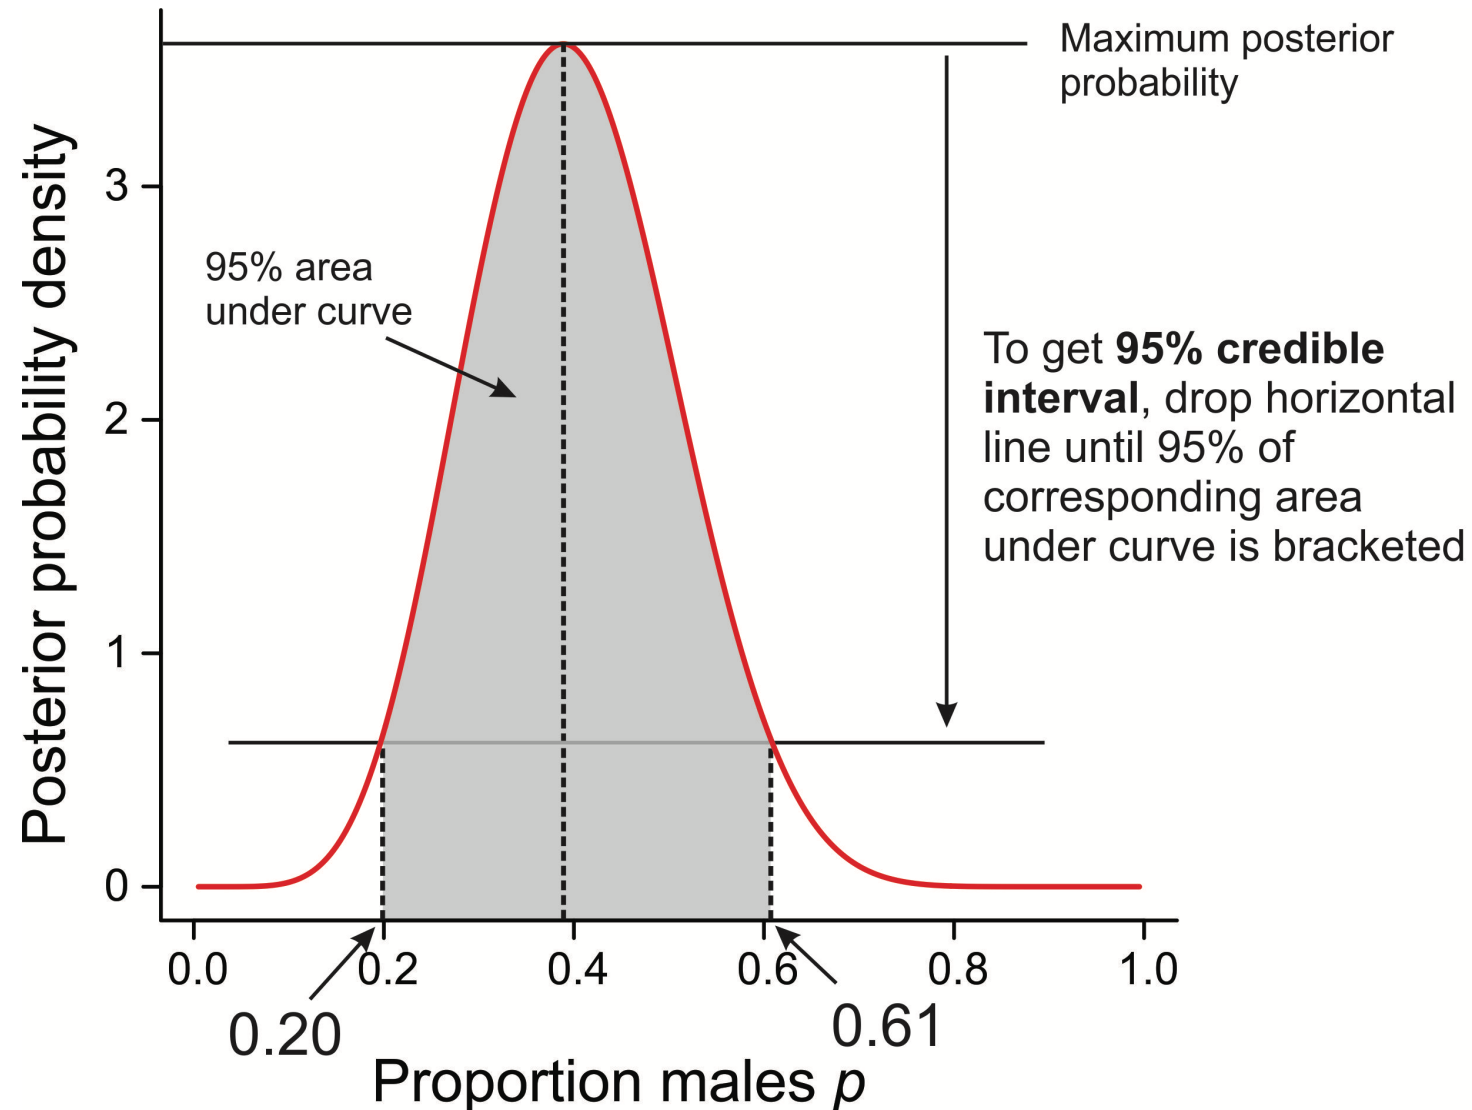 Maximum posterior
probability
Posterior probability density
3
2
1
0
95% area
under curve
To get 95% credible
interval, drop horizontal
line until 95% of
corresponding area
under curve is bracketed
0.0 0.2 0.4 0.6 0.8 1.0
0.20 0.61
Proportion males p